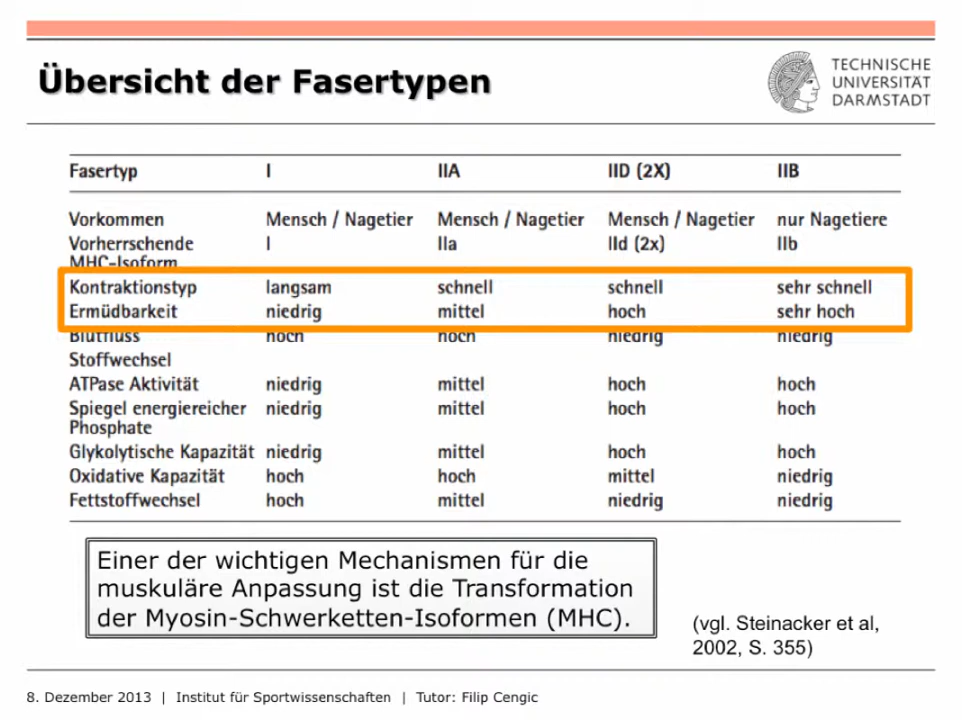 Übersicht der Fasertypen
TECHNISCHE
UNIVERSITÄT
DARMSTADT
Fasertyp I IIA IID (2X) IIB
Vorkommen Mensch / Nagetier Mensch / Nagetier Mensch / Nagetier nur Nagetiere
Vorherrschende I IIa IId (2x) IIb
MHC-Isoform
Kontraktionstyp langsam schnell schnell sehr schnell
Ermüdbarkeit niedrig mittel hoch sehr hoch
Blutfluss hoch hoch niedrig niedrig
Stoffwechsel
ATPase Aktivität niedrig mittel hoch hoch
Spiegel energiereicher niedrig mittel hoch hoch
Phosphate
Glykolytische Kapazität niedrig mittel hoch hoch
Oxidative Kapazität hoch hoch mittel niedrig
Fettstoffwechsel hoch mittel niedrig niedrig
Einer der wichtigen Mechanismen für die
muskuläre Anpassung ist die Transformation
der Myosin-Schwerketten-Isoformen (MHC).
(vgl. Steinacker et al,
2002, S. 355)
8. Dezember 2013 | Institut für Sportwissenschaften | Tutor: Filip Cengic